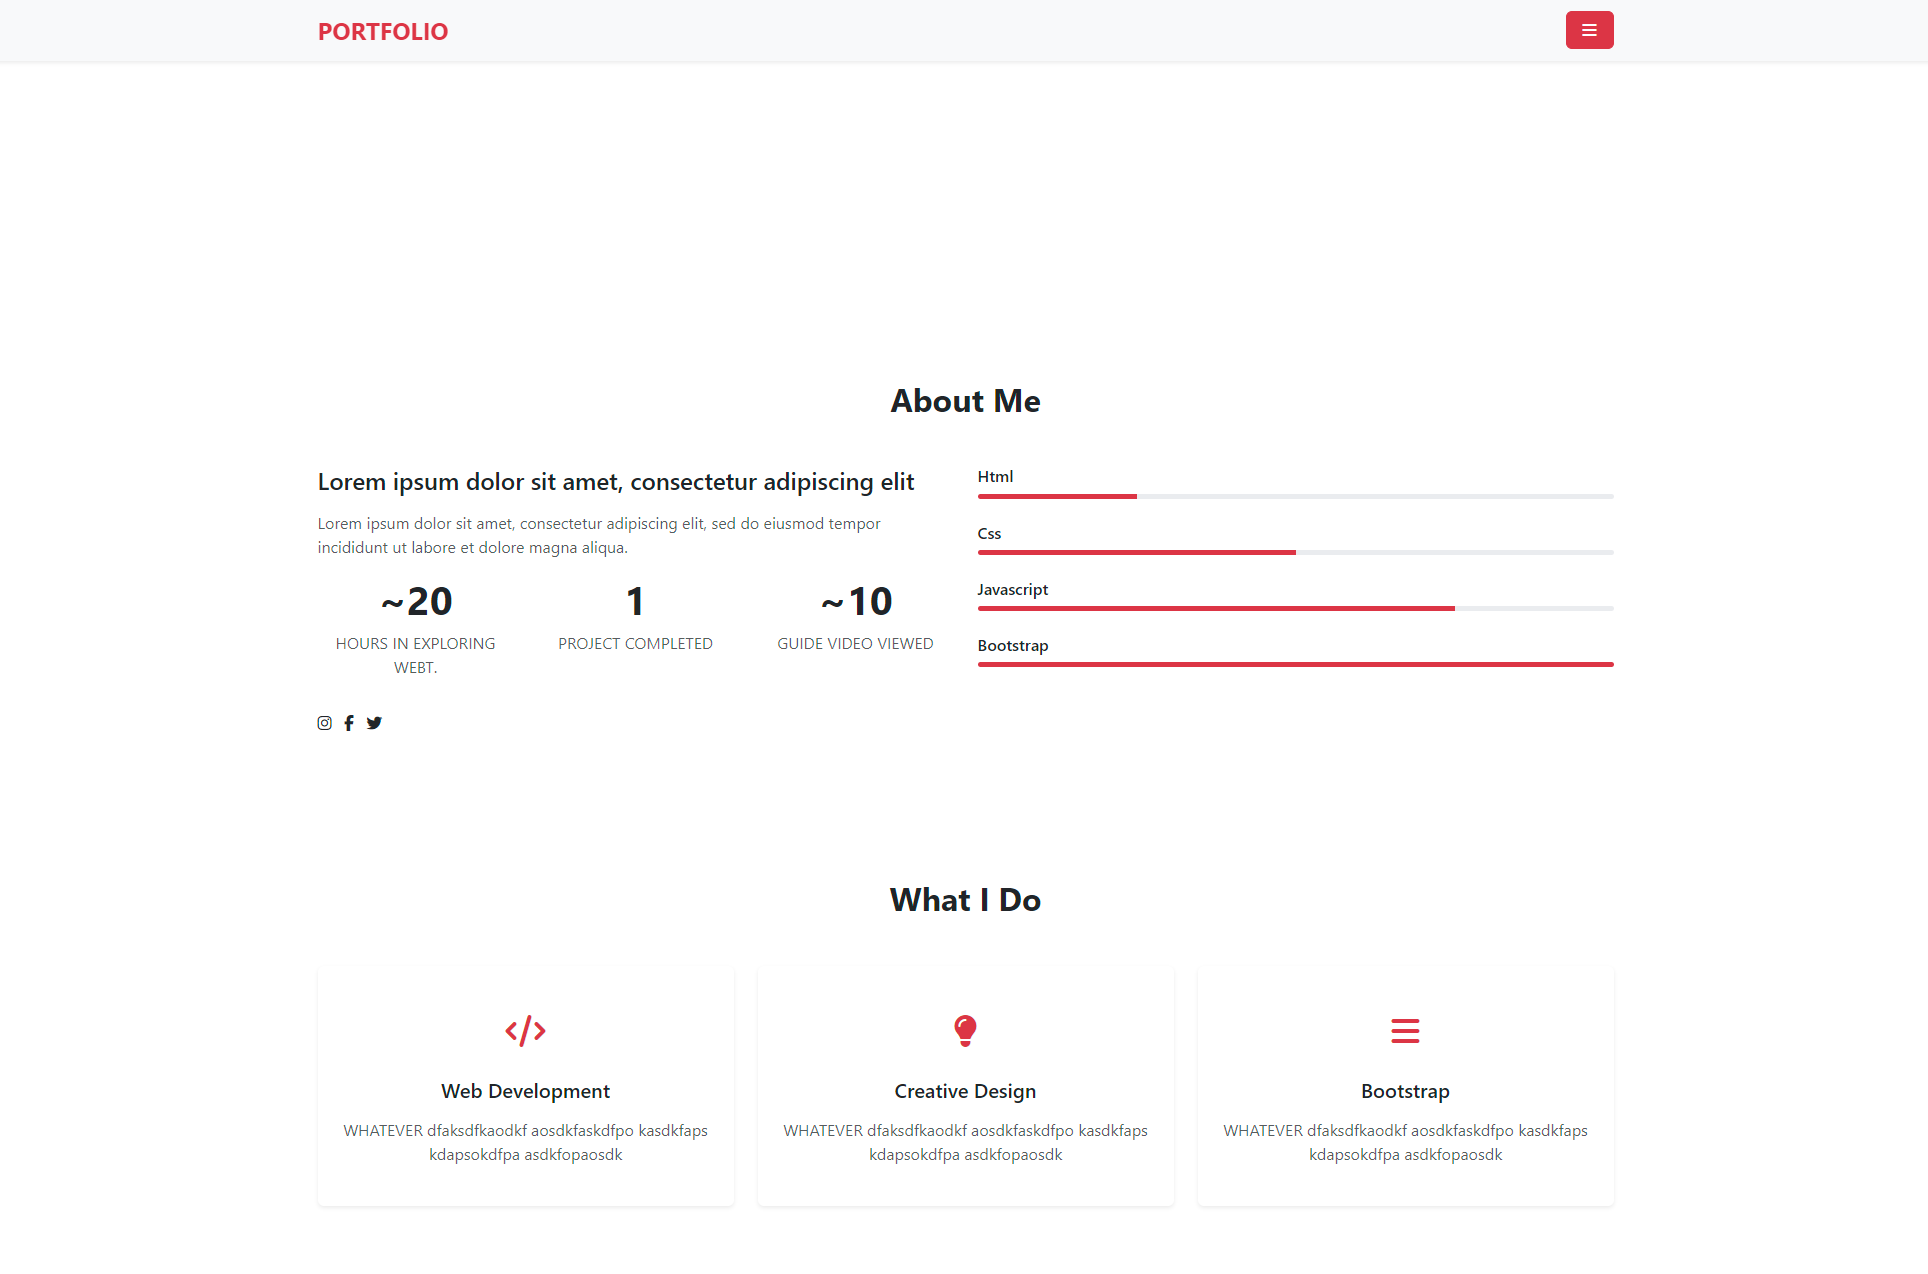 PORTFOLIO
About Me
Lorem ipsum dolor sit amet, consectetur adipiscing elit
Lorem ipsum dolor sit amet, consectetur adipiscing elit, sed do eiusmod tempor
incididunt ut labore et dolore magna aliqua.
~20
HOURS IN EXPLORING
WEBT.
1
PROJECT COMPLETED
~10
GUIDE VIDEO VIEWED
Html
Css
Javascript
Bootstrap
What I Do
Web Development
WHATEVER dfaksdfkaodkf aosdkfaskdfpo kasdkfaps
kdapsokdfpa asdkfopaosdk
Creative Design
WHATEVER dfaksdfkaodkf aosdkfaskdfpo kasdkfaps
kdapsokdfpa asdkfopaosdk
Bootstrap
WHATEVER dfaksdfkaodkf aosdkfaskdfpo kasdkfaps
kdapsokdfpa asdkfopaosdk